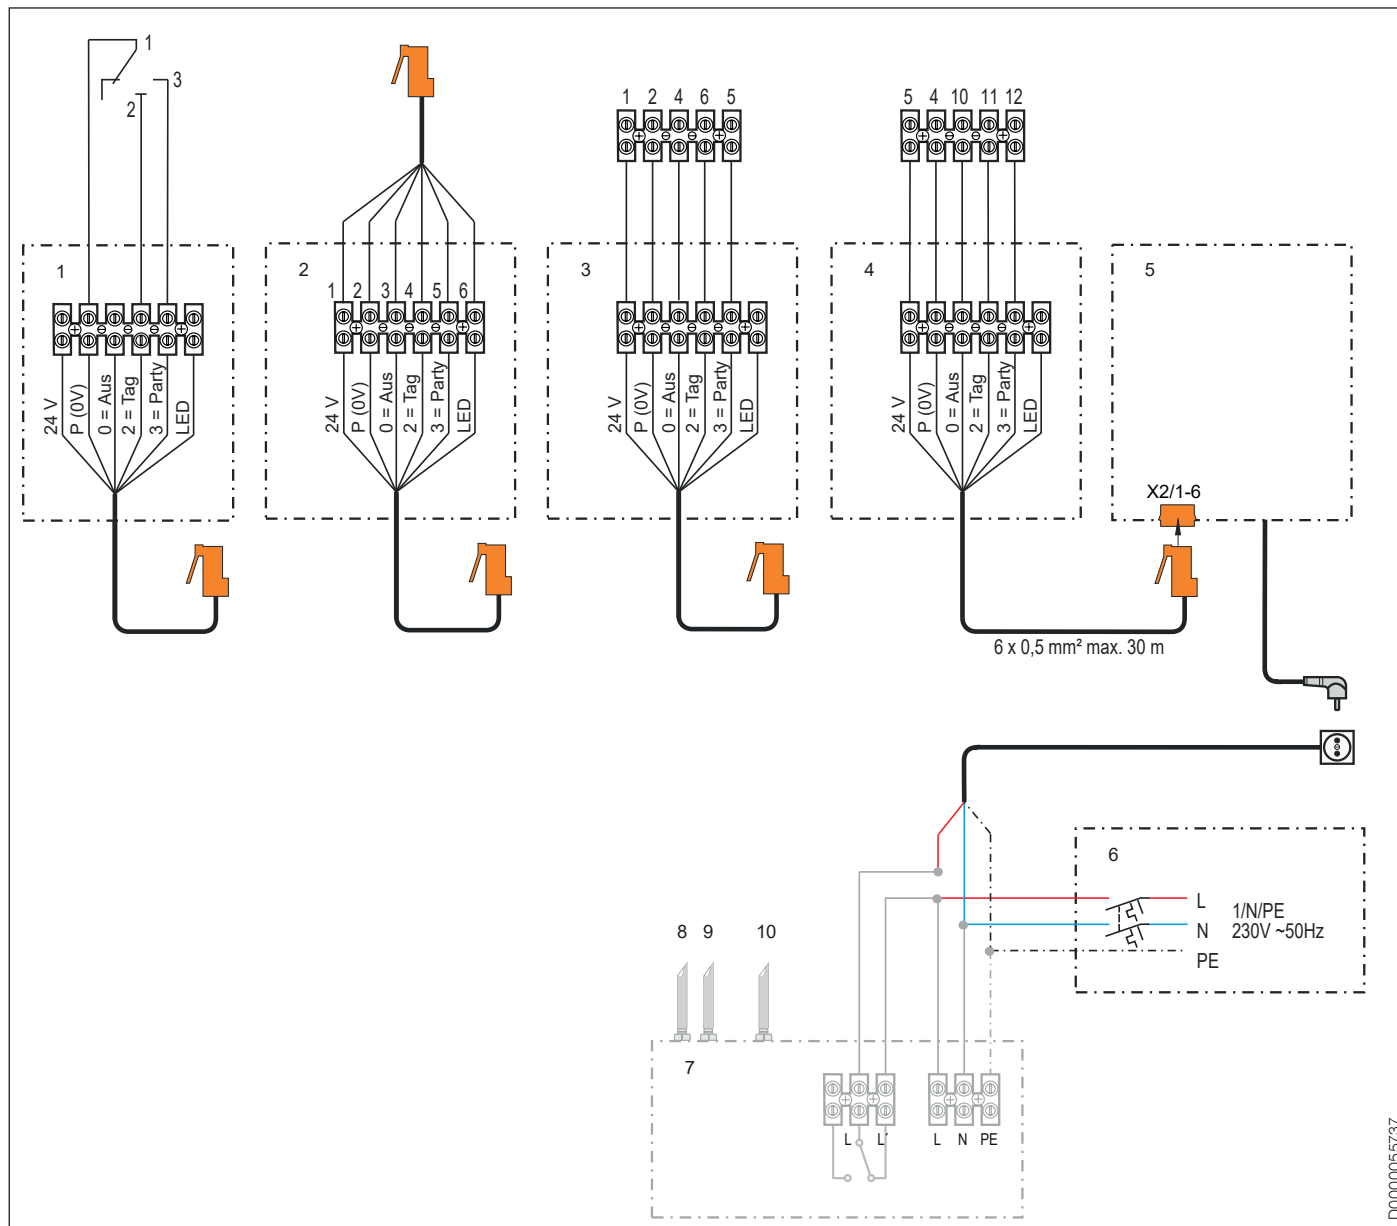 1
3
2
1
24 V
P (0V)
0 = Aus
2 = Tag
3 = Party
LED
2
1 2 3 4 5 6
24 V
P (0V)
0 = Aus
2 = Tag
3 = Party
LED
1 2 4 6 5
3
24 V
P (0V)
0 = Aus
2 = Tag
3 = Party
LED
5 4 10 11 12
4
24 V
P (0V)
0 = Aus
2 = Tag
3 = Party
LED
5
X2/1-6
6 x 0,5 mm² max. 30 m
6
L
N
PE
1/N/PE
230V ~50Hz
8 9 10
7
L L´ L N PE
D0000055737